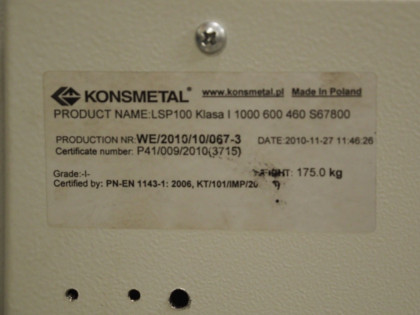 KONSMETAL® www.konsmetal.pl Made In Poland
PRODUCT NAME:LSP100 Klasa I 1000 600 460 S67800
PRODUCTION NR:WE/2010/10/067-3 DATE:2010-11-27 11:46:26
Certificate number: P41/009/2010(3715)
Grade:-I- WEIGHT: 175.0 kg
Certified by: PN-EN 1143-1: 2006, KT/101/IMP/20